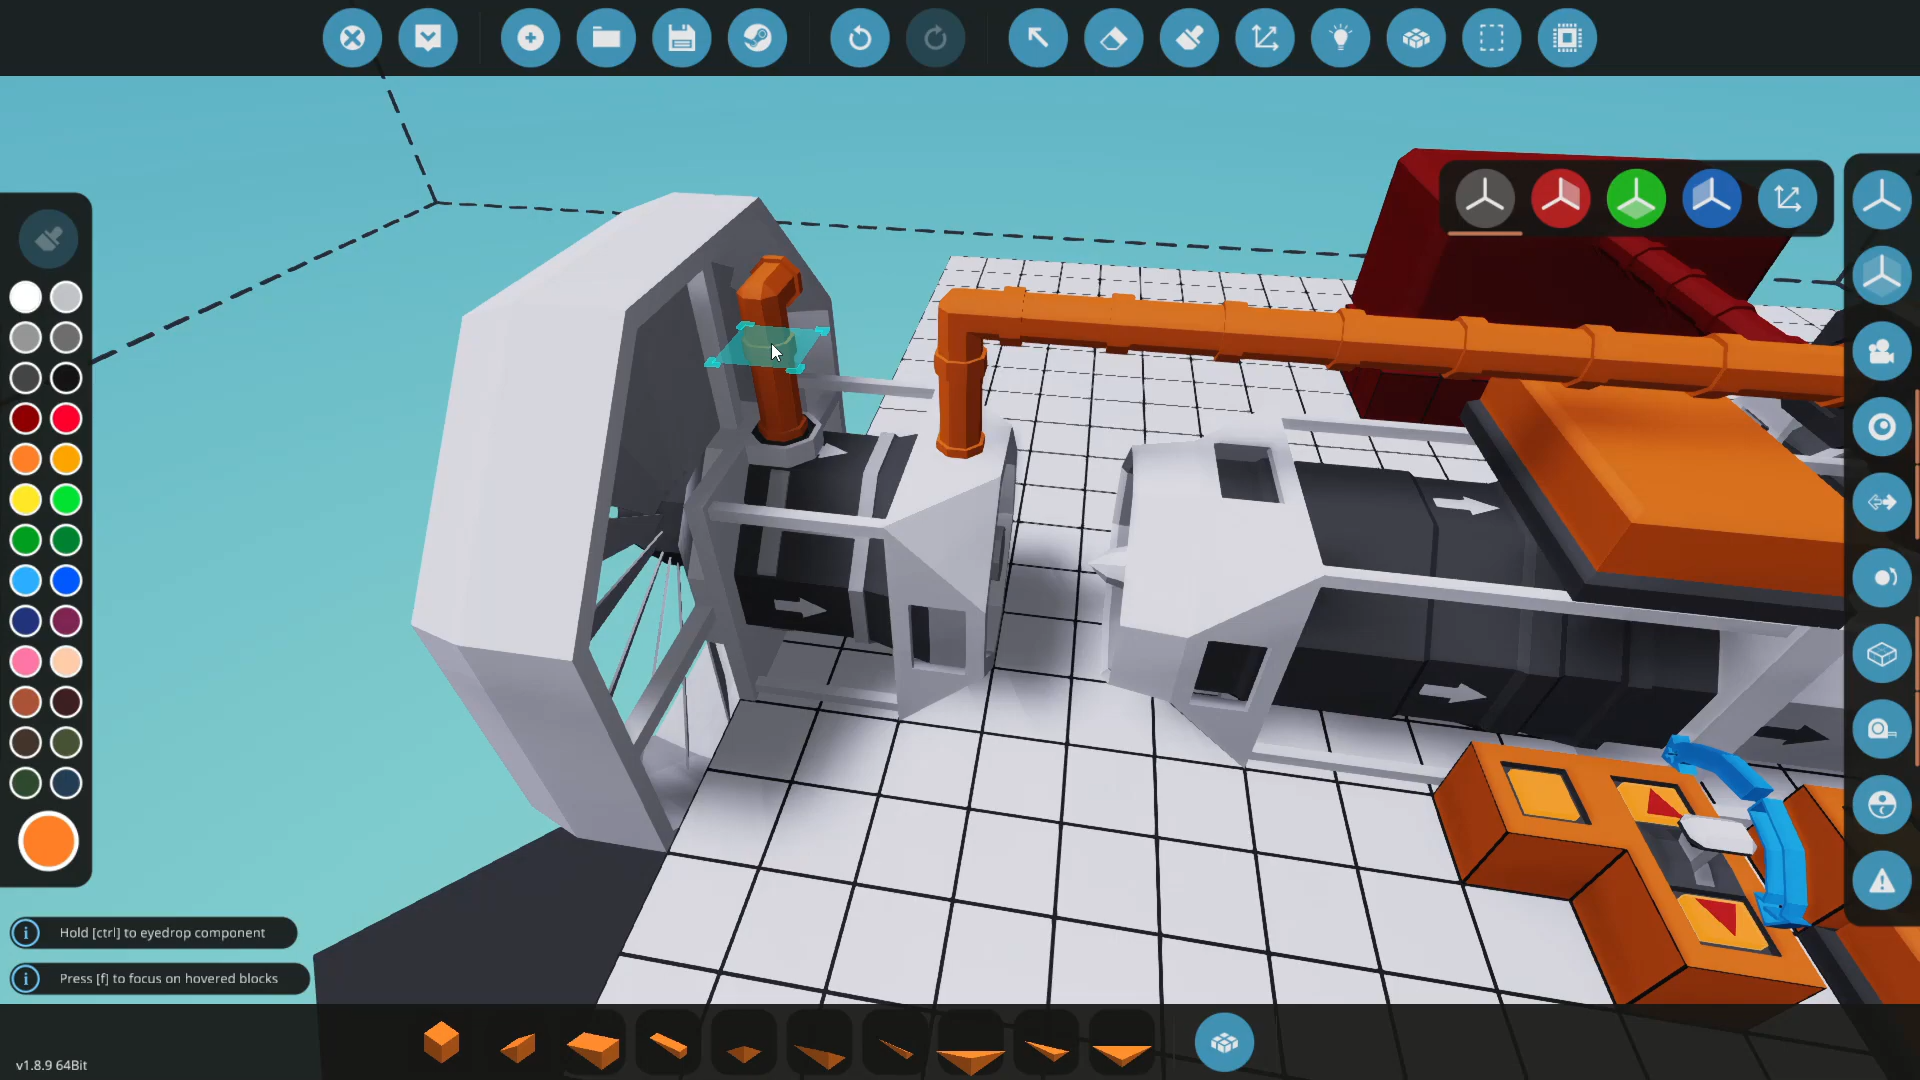 Hold [ctrl] to eyedrop component
Press [f] to focus on hovered blocks
v1.8.9 64Bit